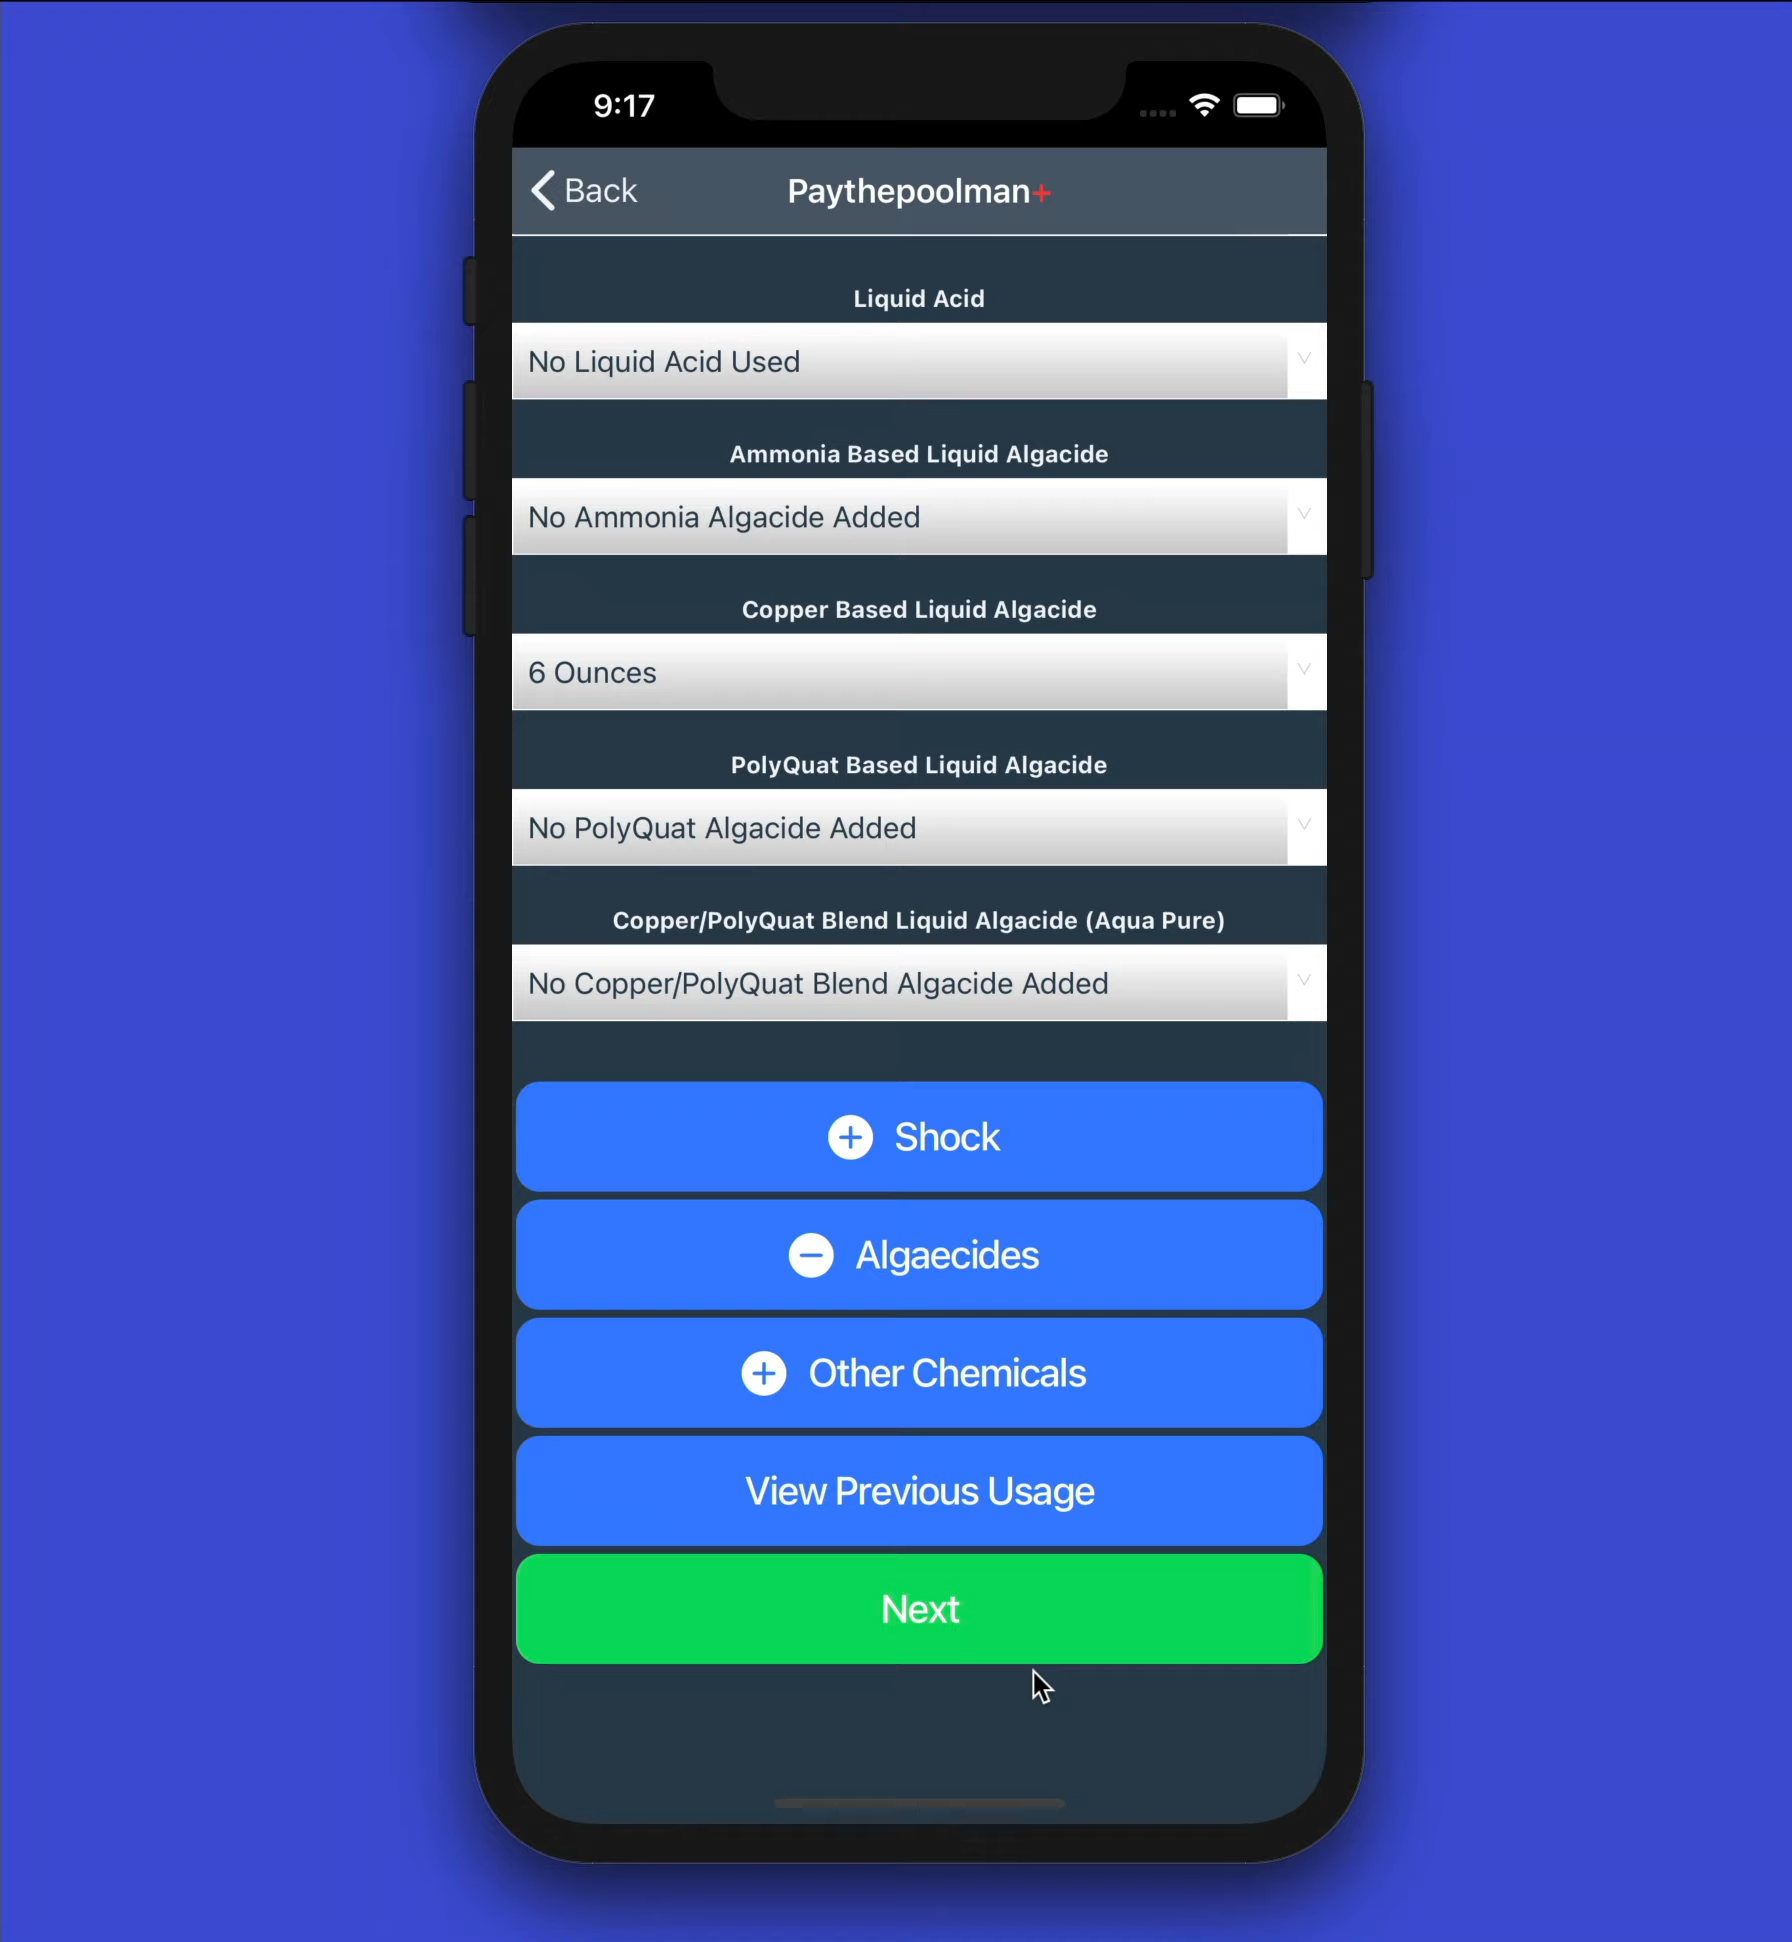 9:17
Back
Paythepoolman+
Liquid Acid
No Liquid Acid Used
Ammonia Based Liquid Algacide
No Ammonia Algacide Added
Copper Based Liquid Algacide
6 Ounces
PolyQuat Based Liquid Algacide
No PolyQuat Algacide Added
Copper/PolyQuat Blend Liquid Algacide (Aqua Pure)
No Copper/PolyQuat Blend Algacide Added
Shock
Algaecides
Other Chemicals
View Previous Usage
Next